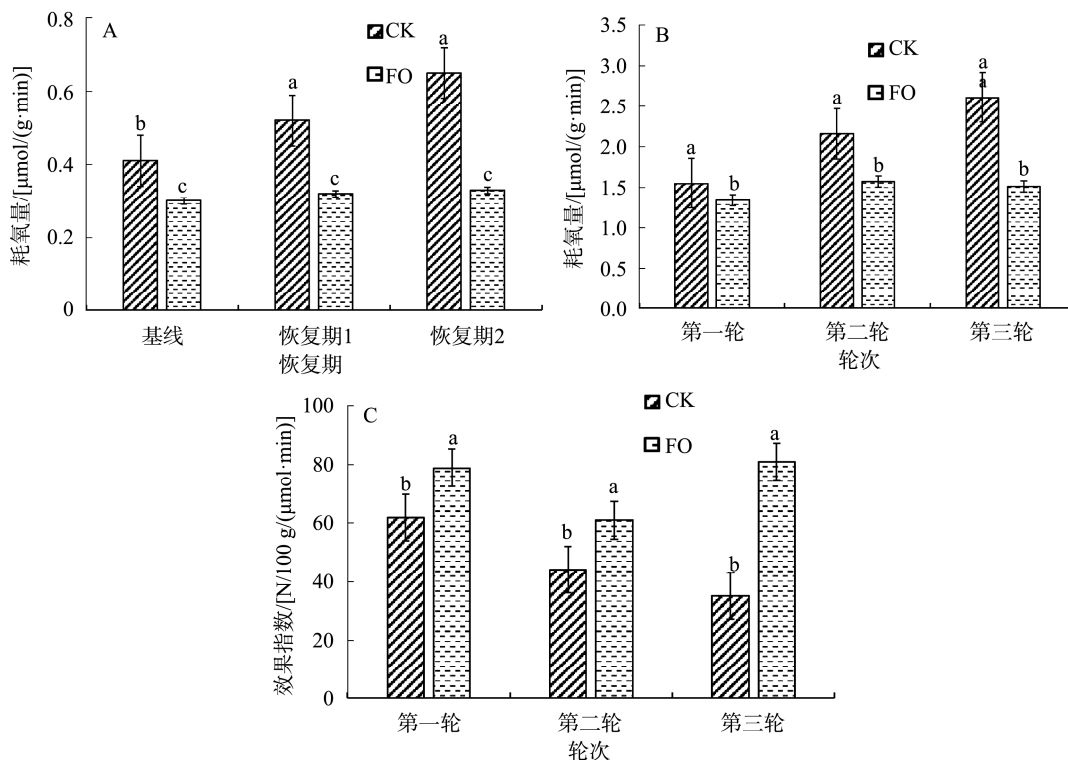 A
CK
FO
耗氧量/[μmol/(g·min)]
0.8
0.6
0.4
0.2
0
b
c
a
c
a
c
基线
恢复期1
恢复期2
恢复期
B
CK
FO
耗氧量/[μmol/(g·min)]
3.5
3.0
2.5
2.0
1.5
1.0
0.5
0.0
a
b
a
b
a
a
b
第一轮
第二轮
第三轮
轮次
C
CK
FO
效果指数/[N/100 g/(μmol·min)]
100
80
60
40
20
0
b
a
b
a
b
a
第一轮
第二轮
第三轮
轮次